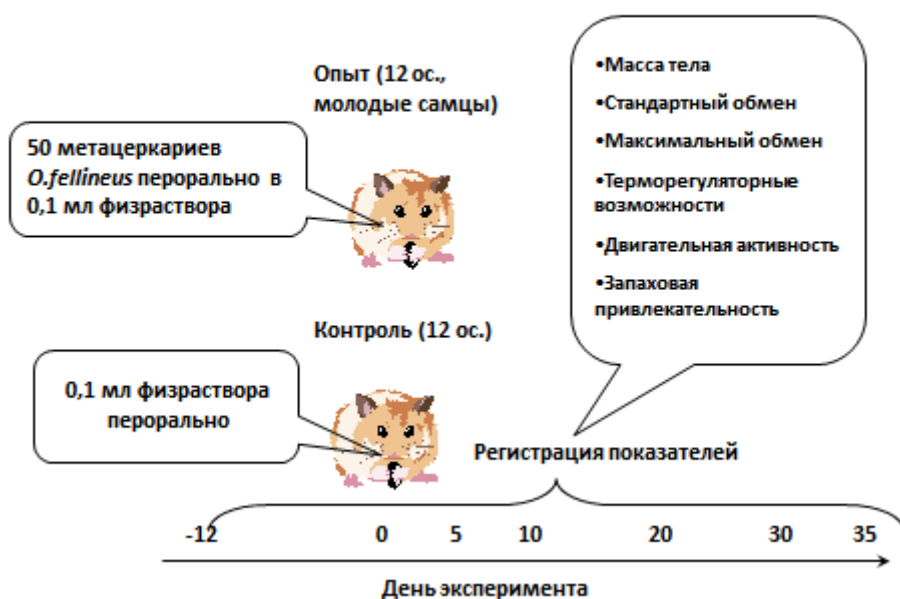 Опыт (12 ос.,
молодые самцы)
50 метацеркариев
O.fellineus перорально в
0,1 мл физраствора
•Масса тела
•Стандартный обмен
•Максимальный обмен
•Терморегуляторные
возможности
•Двигательная активность
•Запаховая
привлекательность
Контроль (12 ос.)
0,1 мл физраствора
перорально
Регистрация показателей
-12 0 5 10 20 30 35
День эксперимента